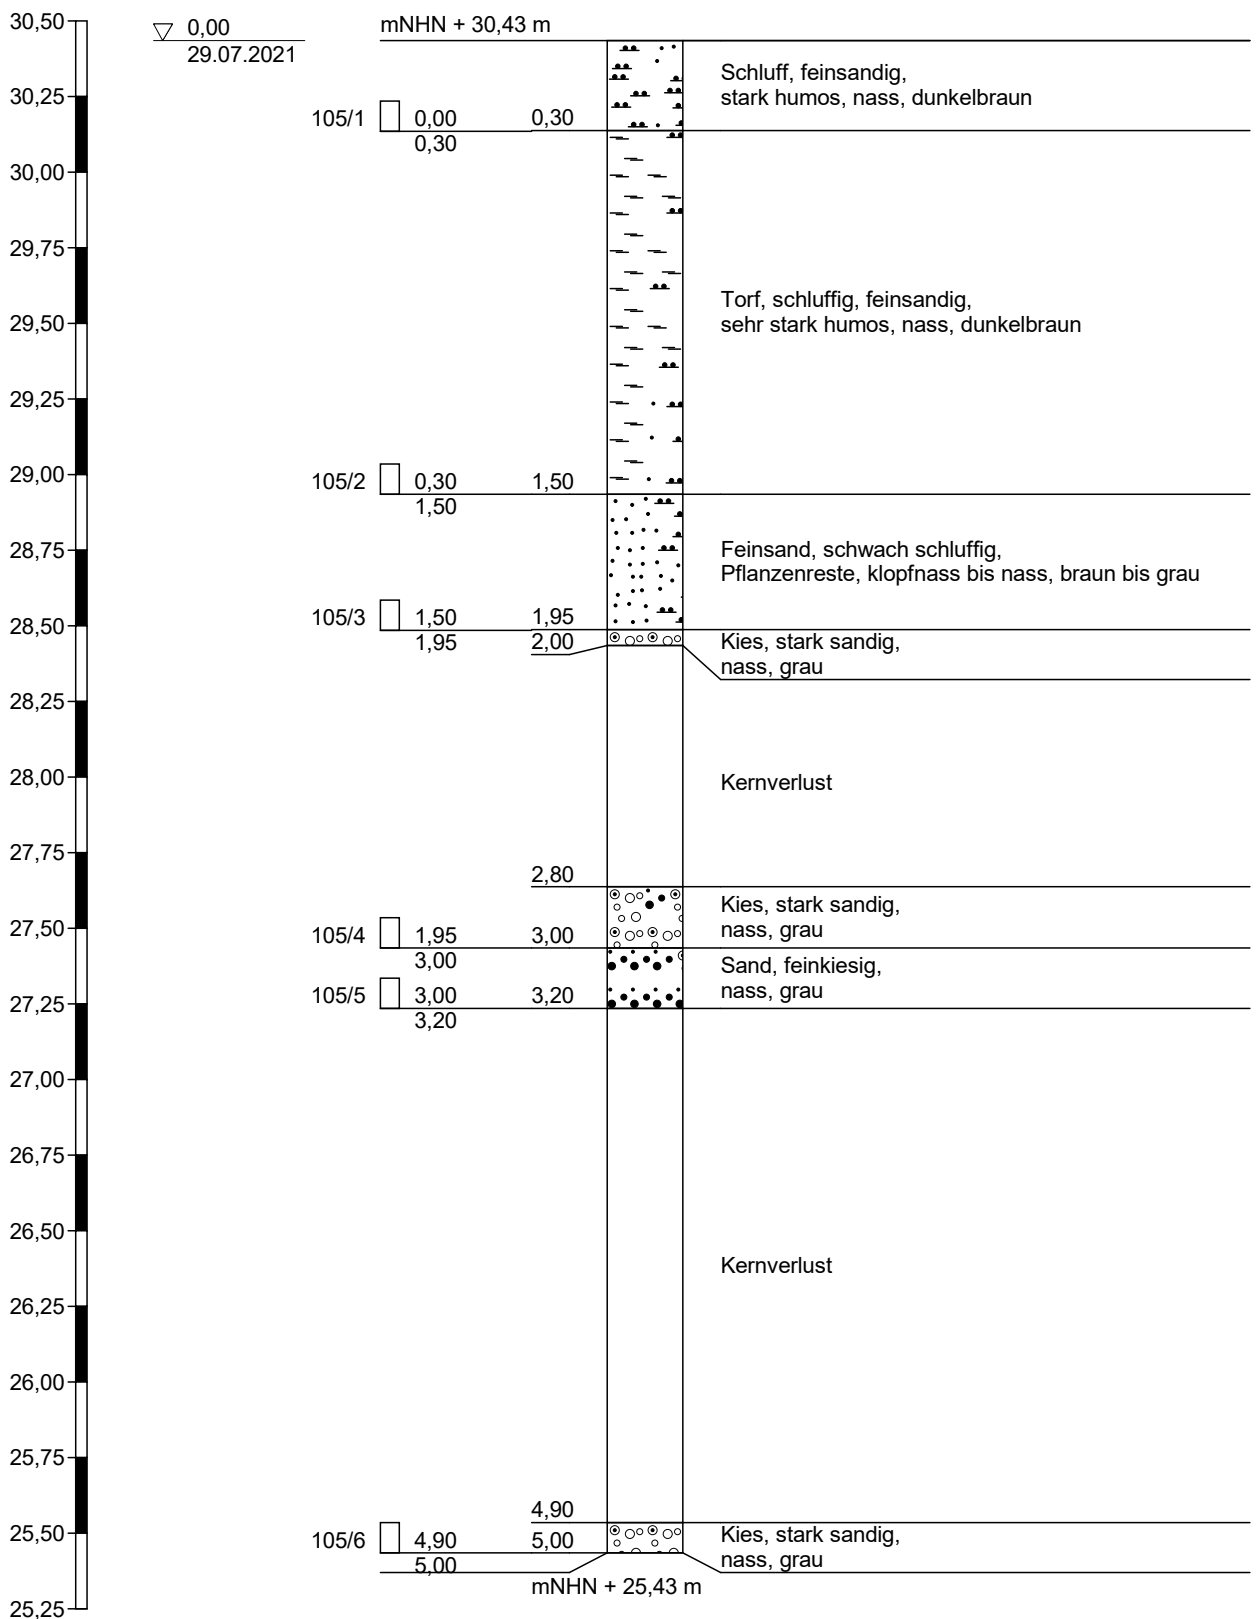 30,50
0,00
mNHN + 30,43 m
29.07.2021
Schluff, feinsandig,
stark humos, nass, dunkelbraun
30,25
105/1 0,00 0,30
0,30
30,00
29,75
Torf, schluffig, feinsandig,
sehr stark humos, nass, dunkelbraun
29,50
29,25
29,00
105/2 0,30 1,50
1,50
28,75
Feinsand, schwach schluffig,
Pflanzenreste, klopfnass bis nass, braun bis grau
28,50
105/3 1,50 1,95
1,95 2,00
Kies, stark sandig,
nass, grau
28,25
28,00
Kernverlust
27,75
2,80
Kies, stark sandig,
nass, grau
27,50
105/4 1,95 3,00
3,00
Sand, feinkiesig,
nass, grau
27,25
105/5 3,00 3,20
3,20
27,00
26,75
26,50
Kernverlust
26,25
26,00
25,75
4,90
25,50
105/6 4,90 5,00
5,00
Kies, stark sandig,
nass, grau
mNHN + 25,43 m
25,25